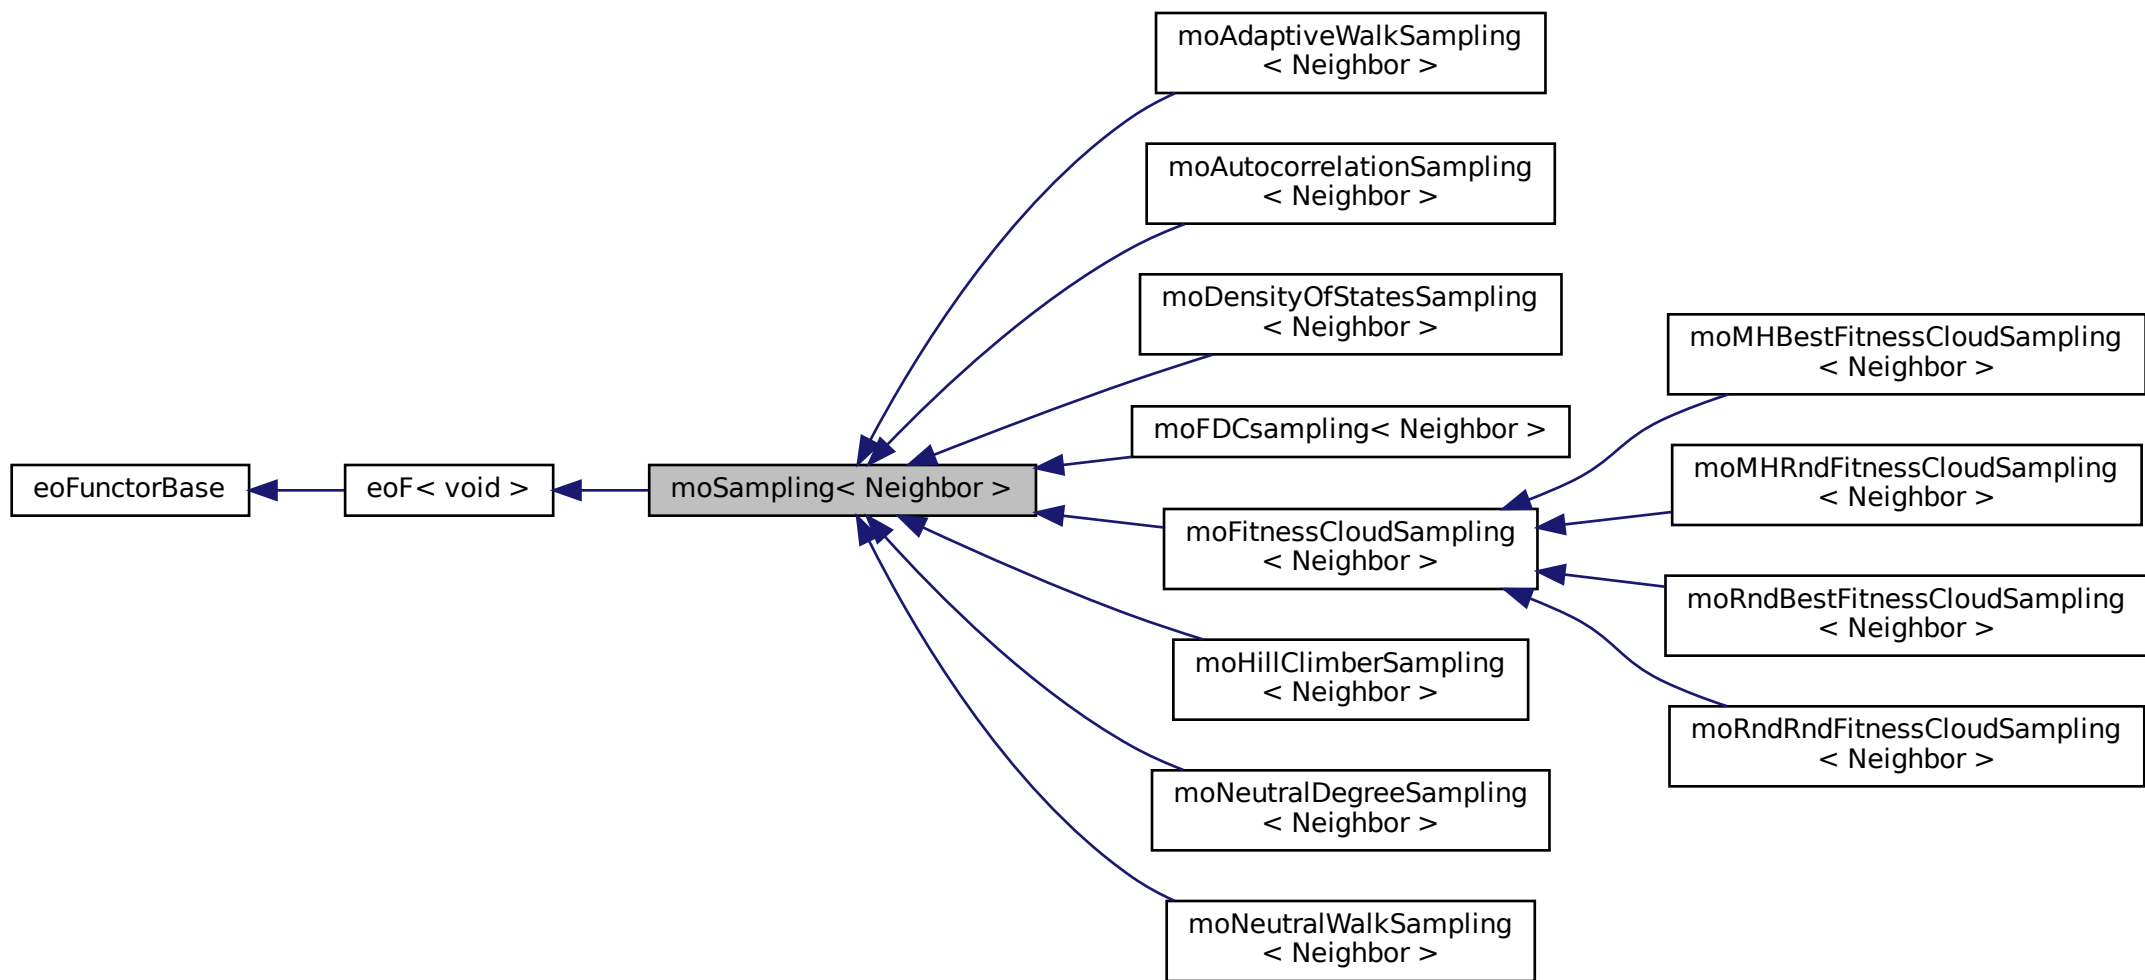 eoFunctorBase
eoF< void >
moSampling< Neighbor >
moAdaptiveWalkSampling
< Neighbor >
moAutocorrelationSampling
< Neighbor >
moDensityOfStatesSampling
< Neighbor >
moFDCsampling< Neighbor >
moFitnessCloudSampling
< Neighbor >
moHillClimberSampling
< Neighbor >
moNeutralDegreeSampling
< Neighbor >
moNeutralWalkSampling
< Neighbor >
moMHBestFitnessCloudSampling
< Neighbor >
moMHRndFitnessCloudSampling
< Neighbor >
moRndBestFitnessCloudSampling
< Neighbor >
moRndRndFitnessCloudSampling
< Neighbor >